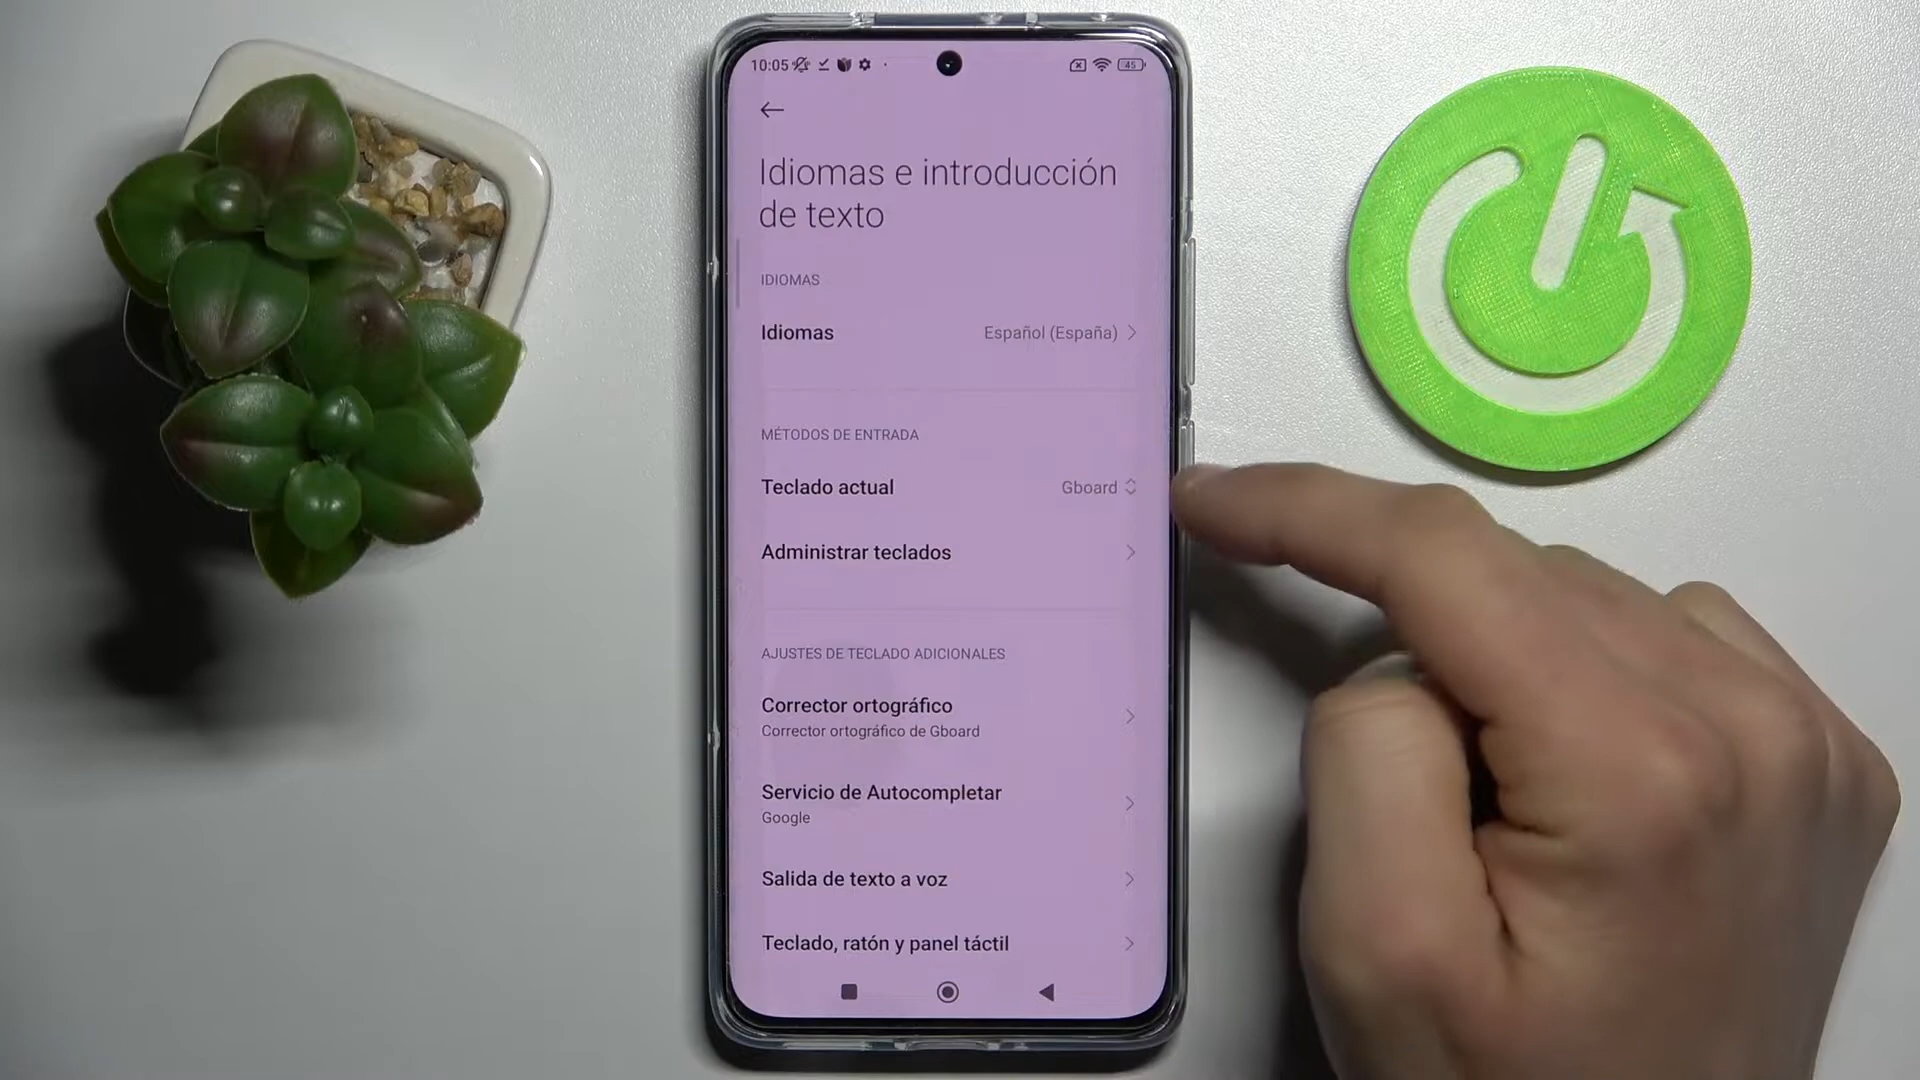 10:05
45
Idiomas e introducción
de texto
IDIOMAS
Idiomas Español (España)
MÉTODOS DE ENTRADA
Teclado actual Gboard
Administrar teclados
AJUSTES DE TECLADO ADICIONALES
Corrector ortográfico
Corrector ortográfico de Gboard
Servicio de Autocompletar
Google
Salida de texto a voz
Teclado, ratón y panel táctil